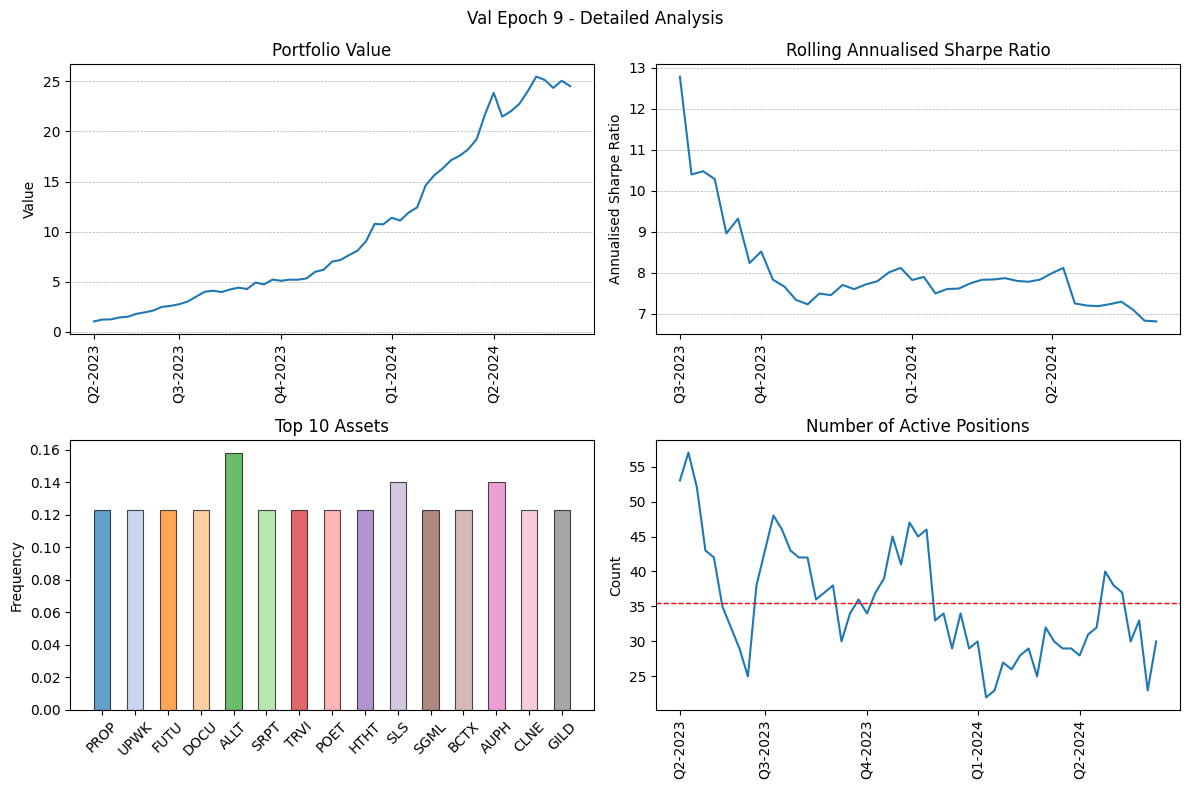 Val Epoch 9 - Detailed Analysis
Portfolio Value
Value
25
20
15
10
5
0
Q2-2023
Q3-2023
Q4-2023
Q1-2024
Q2-2024
Rolling Annualised Sharpe Ratio
Annualised Sharpe Ratio
13
12
11
10
9
8
7
Q3-2023
Q4-2023
Q1-2024
Q2-2024
Top 10 Assets
Frequency
0.16
0.14
0.12
0.10
0.08
0.06
0.04
0.02
0.00
PROP
UPWK
FUTU
DOCU
ALLT
SRPT
TRVI
POET
HTHT
SLS
SGML
BCTX
AUPH
CLNE
GILD
Number of Active Positions
Count
55
50
45
40
35
30
25
Q2-2023
Q3-2023
Q4-2023
Q1-2024
Q2-2024